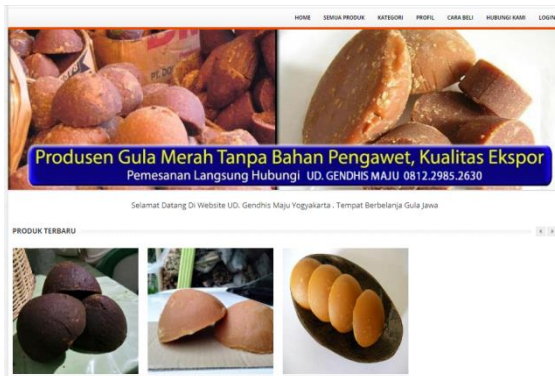 HOME SEMUA PRODUK KATEGORI PROFIL CARA BELI HUBUNGI KAMI LOGIN
Produsen Gula Merah Tanpa Bahan Pengawet, Kualitas Ekspor
Pemesanan Langsung Hubungi UD. GENDHIS MAJU 0812.2985.2630
Selamat Datang Di Website UD. Gendhis Maju Yogyakarta . Tempat Berbelanja Gula Jawa
PRODUK TERBARU